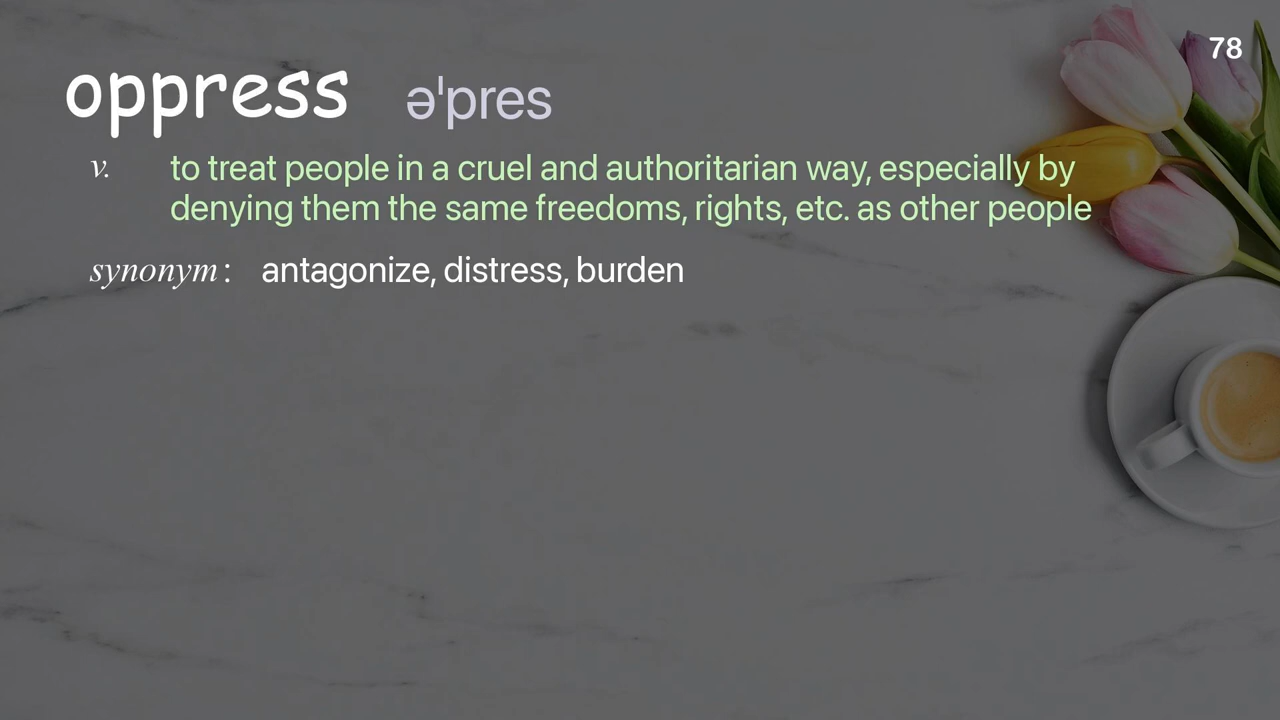 78
oppress əˈpres
v. to treat people in a cruel and authoritarian way, especially by
denying them the same freedoms, rights, etc. as other people
synonym: antagonize, distress, burden